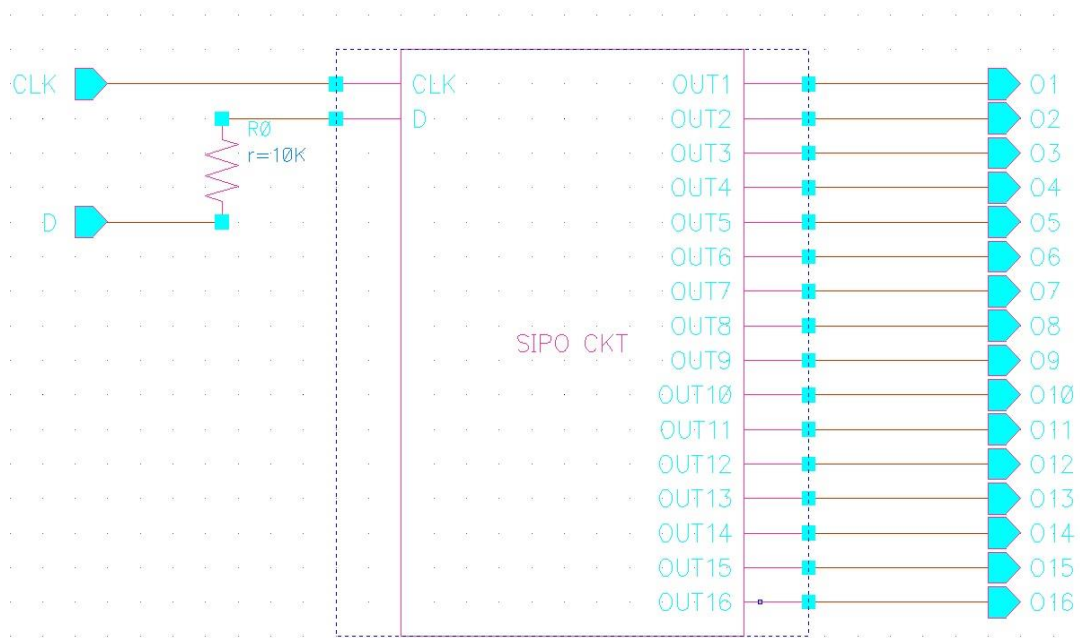 CLK CLK OUT1 O1
R0 D OUT2 O2
r=10K OUT3 O3
OUT4 O4
D OUT5 O5
OUT6 O6
OUT7 O7
OUT8 O8
SIPO CKT
OUT9 O9
OUT10 O10
OUT11 O11
OUT12 O12
OUT13 O13
OUT14 O14
OUT15 O15
OUT16 O16